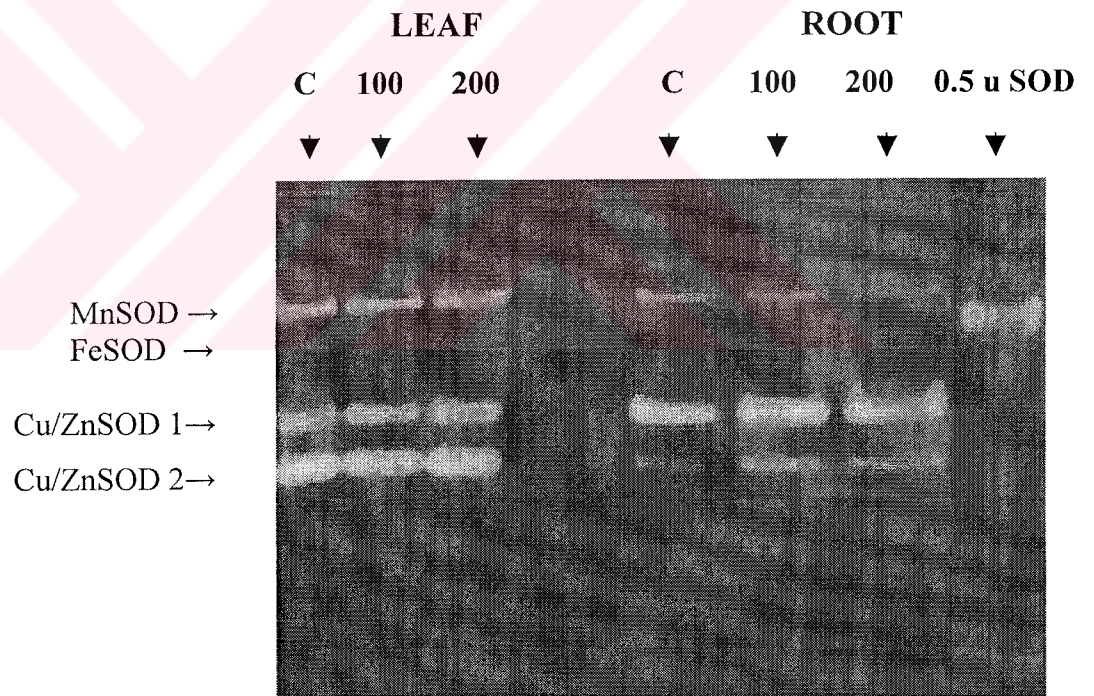 LEAF ROOT
C 100 200 C 100 200 0.5 u SOD
MnSOD →
FeSOD →
Cu/ZnSOD 1→
Cu/ZnSOD 2→